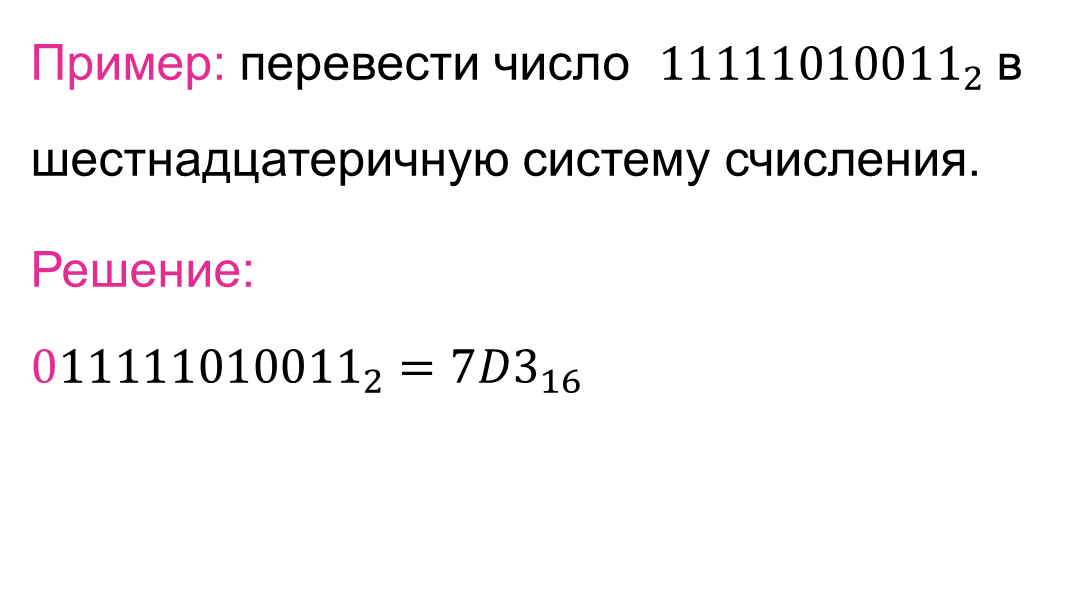 Пример: перевести число 11111010011₂ в
шестнадцатеричную систему счисления.
Решение:
011111010011₂ = 7D3₁₆